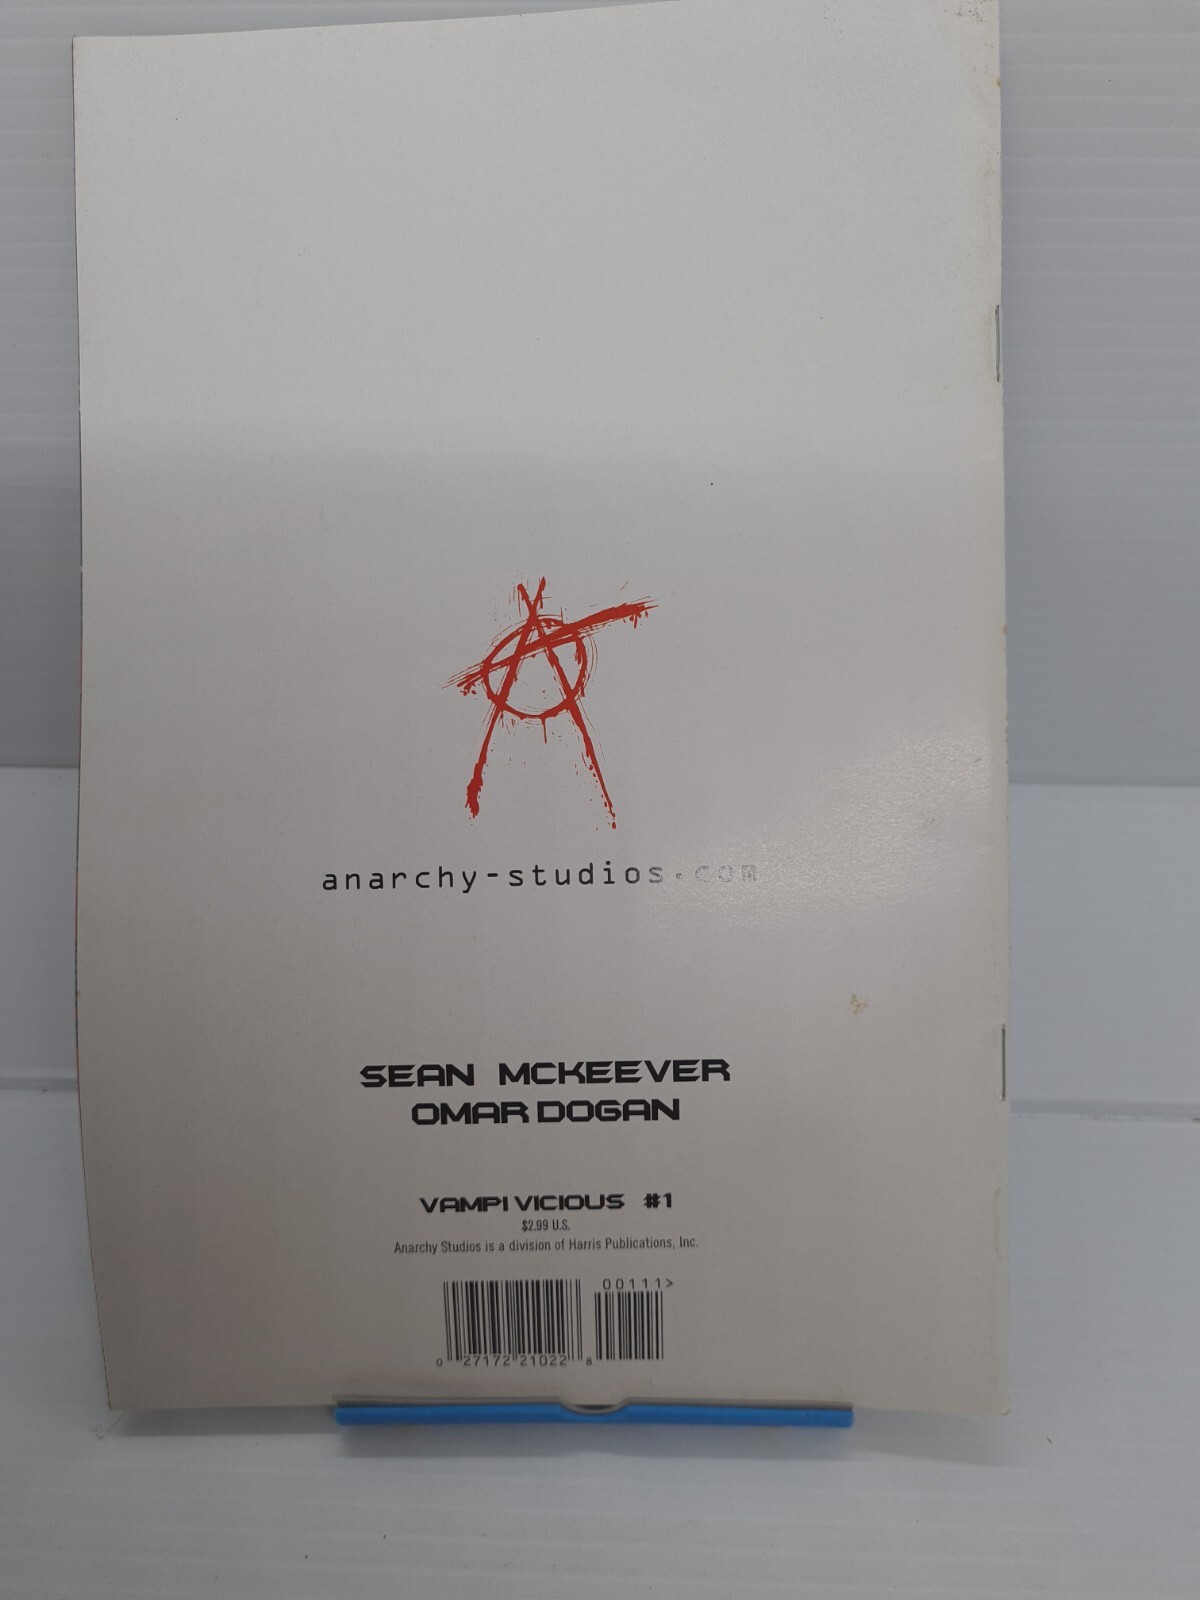 anarchy-studios.com
SEAN MCKEEVER
OMAR DOGAN
VAMPI VICIOUS #1
$2.99 U.S.
Anarchy Studios is a division of Harris Publications, Inc.
00111>
0 27172 21022 8